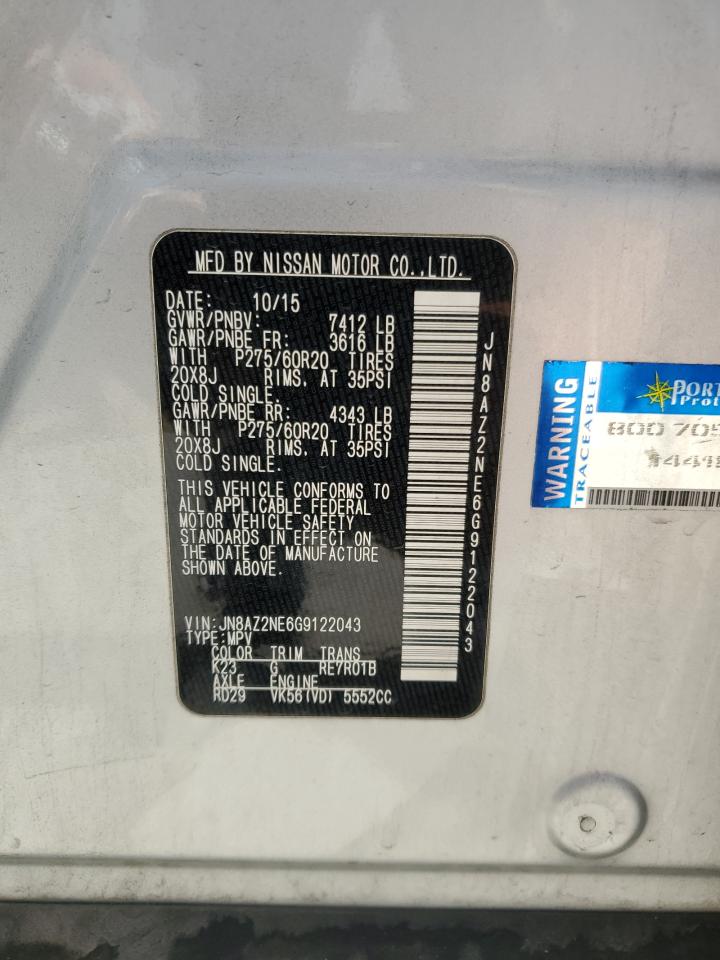 MFD BY NISSAN MOTOR CO.,LTD.
DATE: 10/15
GVWR/PNBV: 7412 LB
GAWR/PNBE FR: 3616 LB
WITH P275/60R20 TIRES
20X8J RIMS. AT 35PSI
COLD SINGLE.
GAWR/PNBE RR: 4343 LB
WITH P275/60R20 TIRES
20X8J RIMS. AT 35PSI
COLD SINGLE.
THIS VEHICLE CONFORMS TO
ALL APPLICABLE FEDERAL
MOTOR VEHICLE SAFETY
STANDARDS IN EFFECT ON
THE DATE OF MANUFACTURE
SHOWN ABOVE.
VIN:JN8AZ2NE6G9122043
TYPE:MPV
COLOR TRIM TRANS
K23 G RE7R01B
AXLE ENGINE
RD29 VK56(VD) 5552CC
JN8AZ2NE6G9122043
WARNING
TRACEABLE
PORT
Prot
800 705